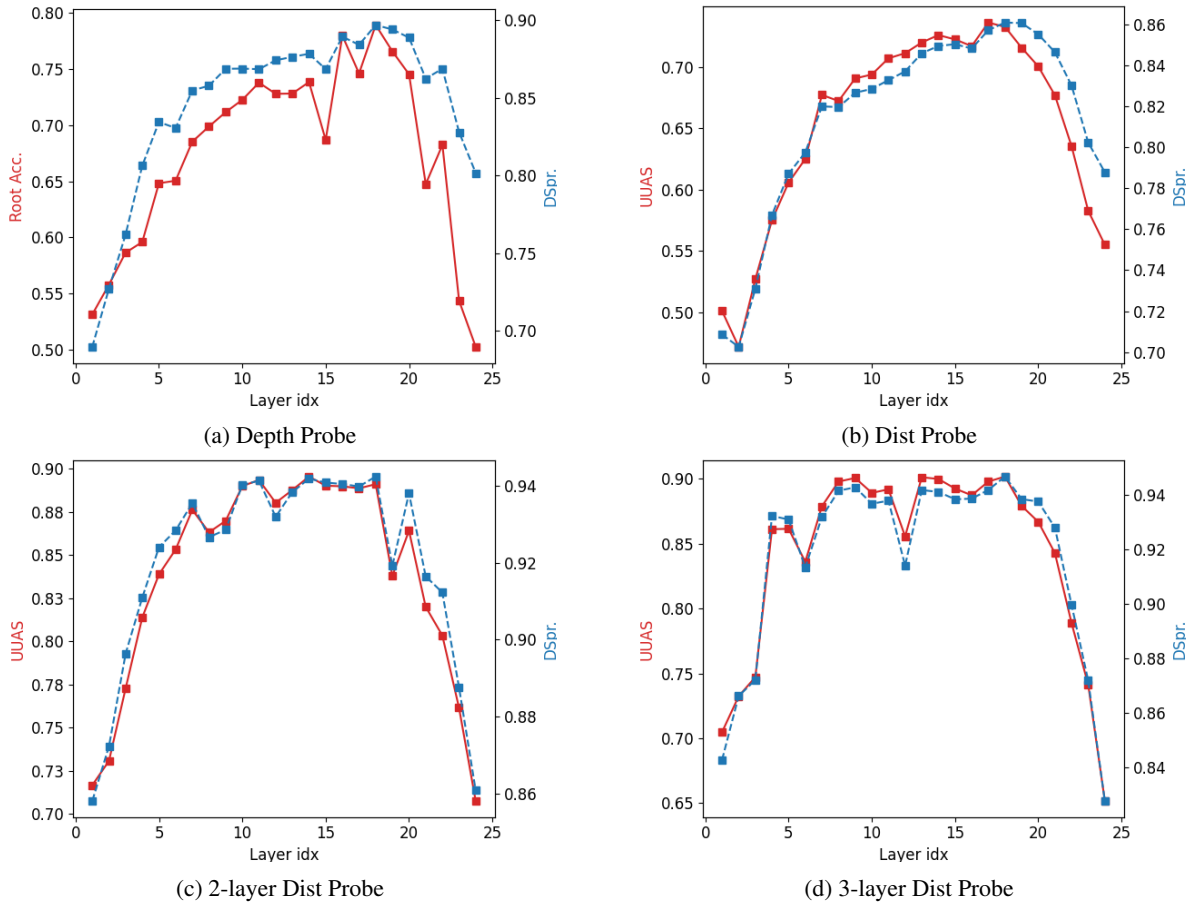 0.80
0.75
0.70
0.65
0.60
0.55
0.50
Root Acc.
0.90
0.85
0.80
0.75
0.70
DSpr.
0 5 10 15 20 25
Layer idx
(a) Depth Probe
0.70
0.65
0.60
0.55
0.50
UUAS
0.86
0.84
0.82
0.80
0.78
0.76
0.74
0.72
0.70
DSpr.
0 5 10 15 20 25
Layer idx
(b) Dist Probe
0.90
0.88
0.85
0.83
0.80
0.78
0.75
0.73
0.70
UUAS
0.94
0.92
0.90
0.88
0.86
DSpr.
0 5 10 15 20 25
Layer idx
(c) 2-layer Dist Probe
0.90
0.85
0.80
0.75
0.70
0.65
UUAS
0.94
0.92
0.90
0.88
0.86
0.84
DSpr.
0 5 10 15 20 25
Layer idx
(d) 3-layer Dist Probe